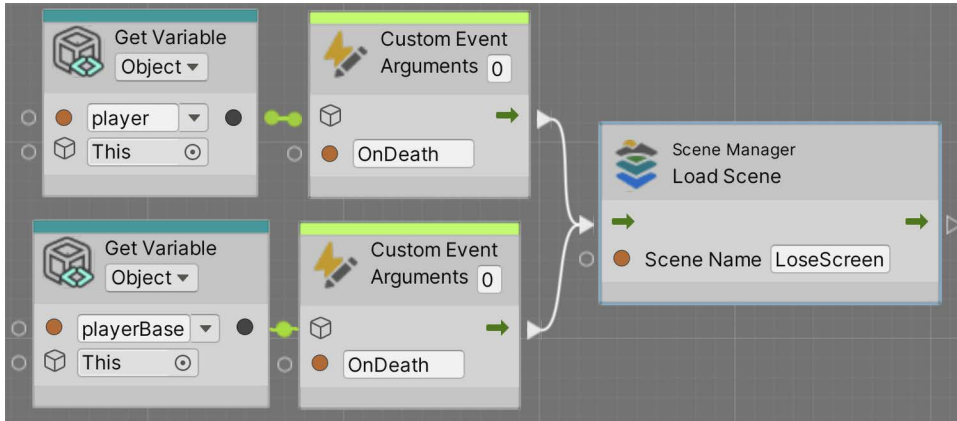 Get Variable
Object
player
This
Custom Event
Arguments 0
OnDeath
Get Variable
Object
playerBase
This
Custom Event
Arguments 0
OnDeath
Scene Manager
Load Scene
Scene Name LoseScreen